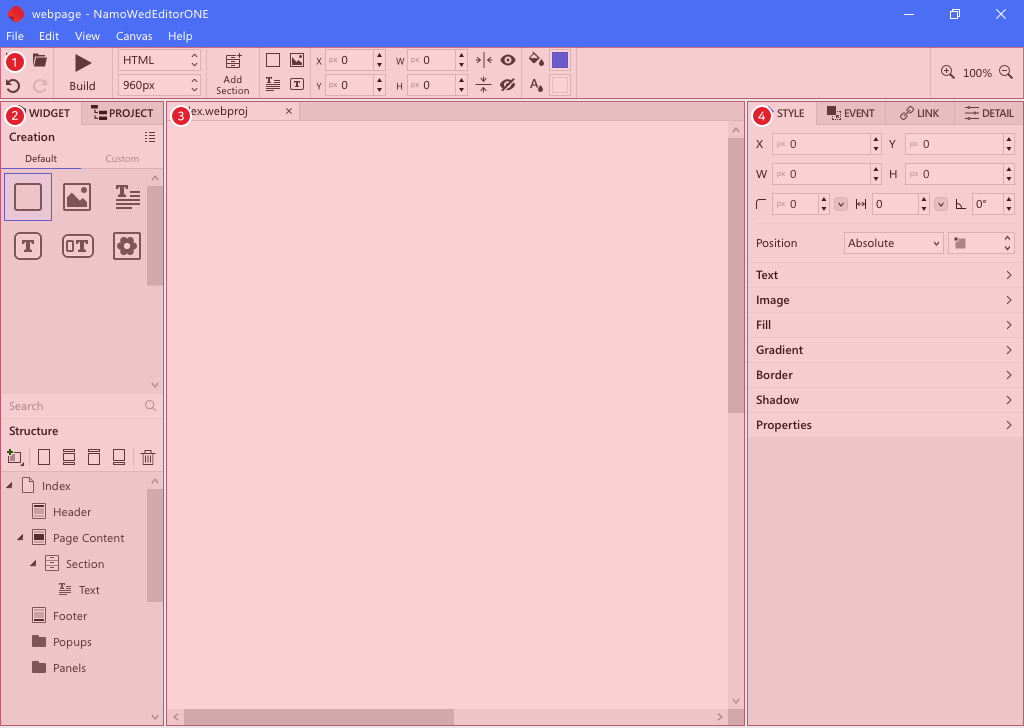 webpage - NamoWedEditorONE
File Edit View Canvas Help
1 HTML X px 0 W px 0
Build 960px Add Section Y px 0 H px 0 100%
2 WIDGET PROJECT
3 ex.webproj
4 STYLE EVENT LINK DETAIL
Creation
Default Custom
T T
Search
Structure
Index
Header
Page Content
Section
Text
Footer
Popups
Panels
X px 0 Y px 0
W px 0 H px 0
px 0 0 0°
Position Absolute
Text
Image
Fill
Gradient
Border
Shadow
Properties